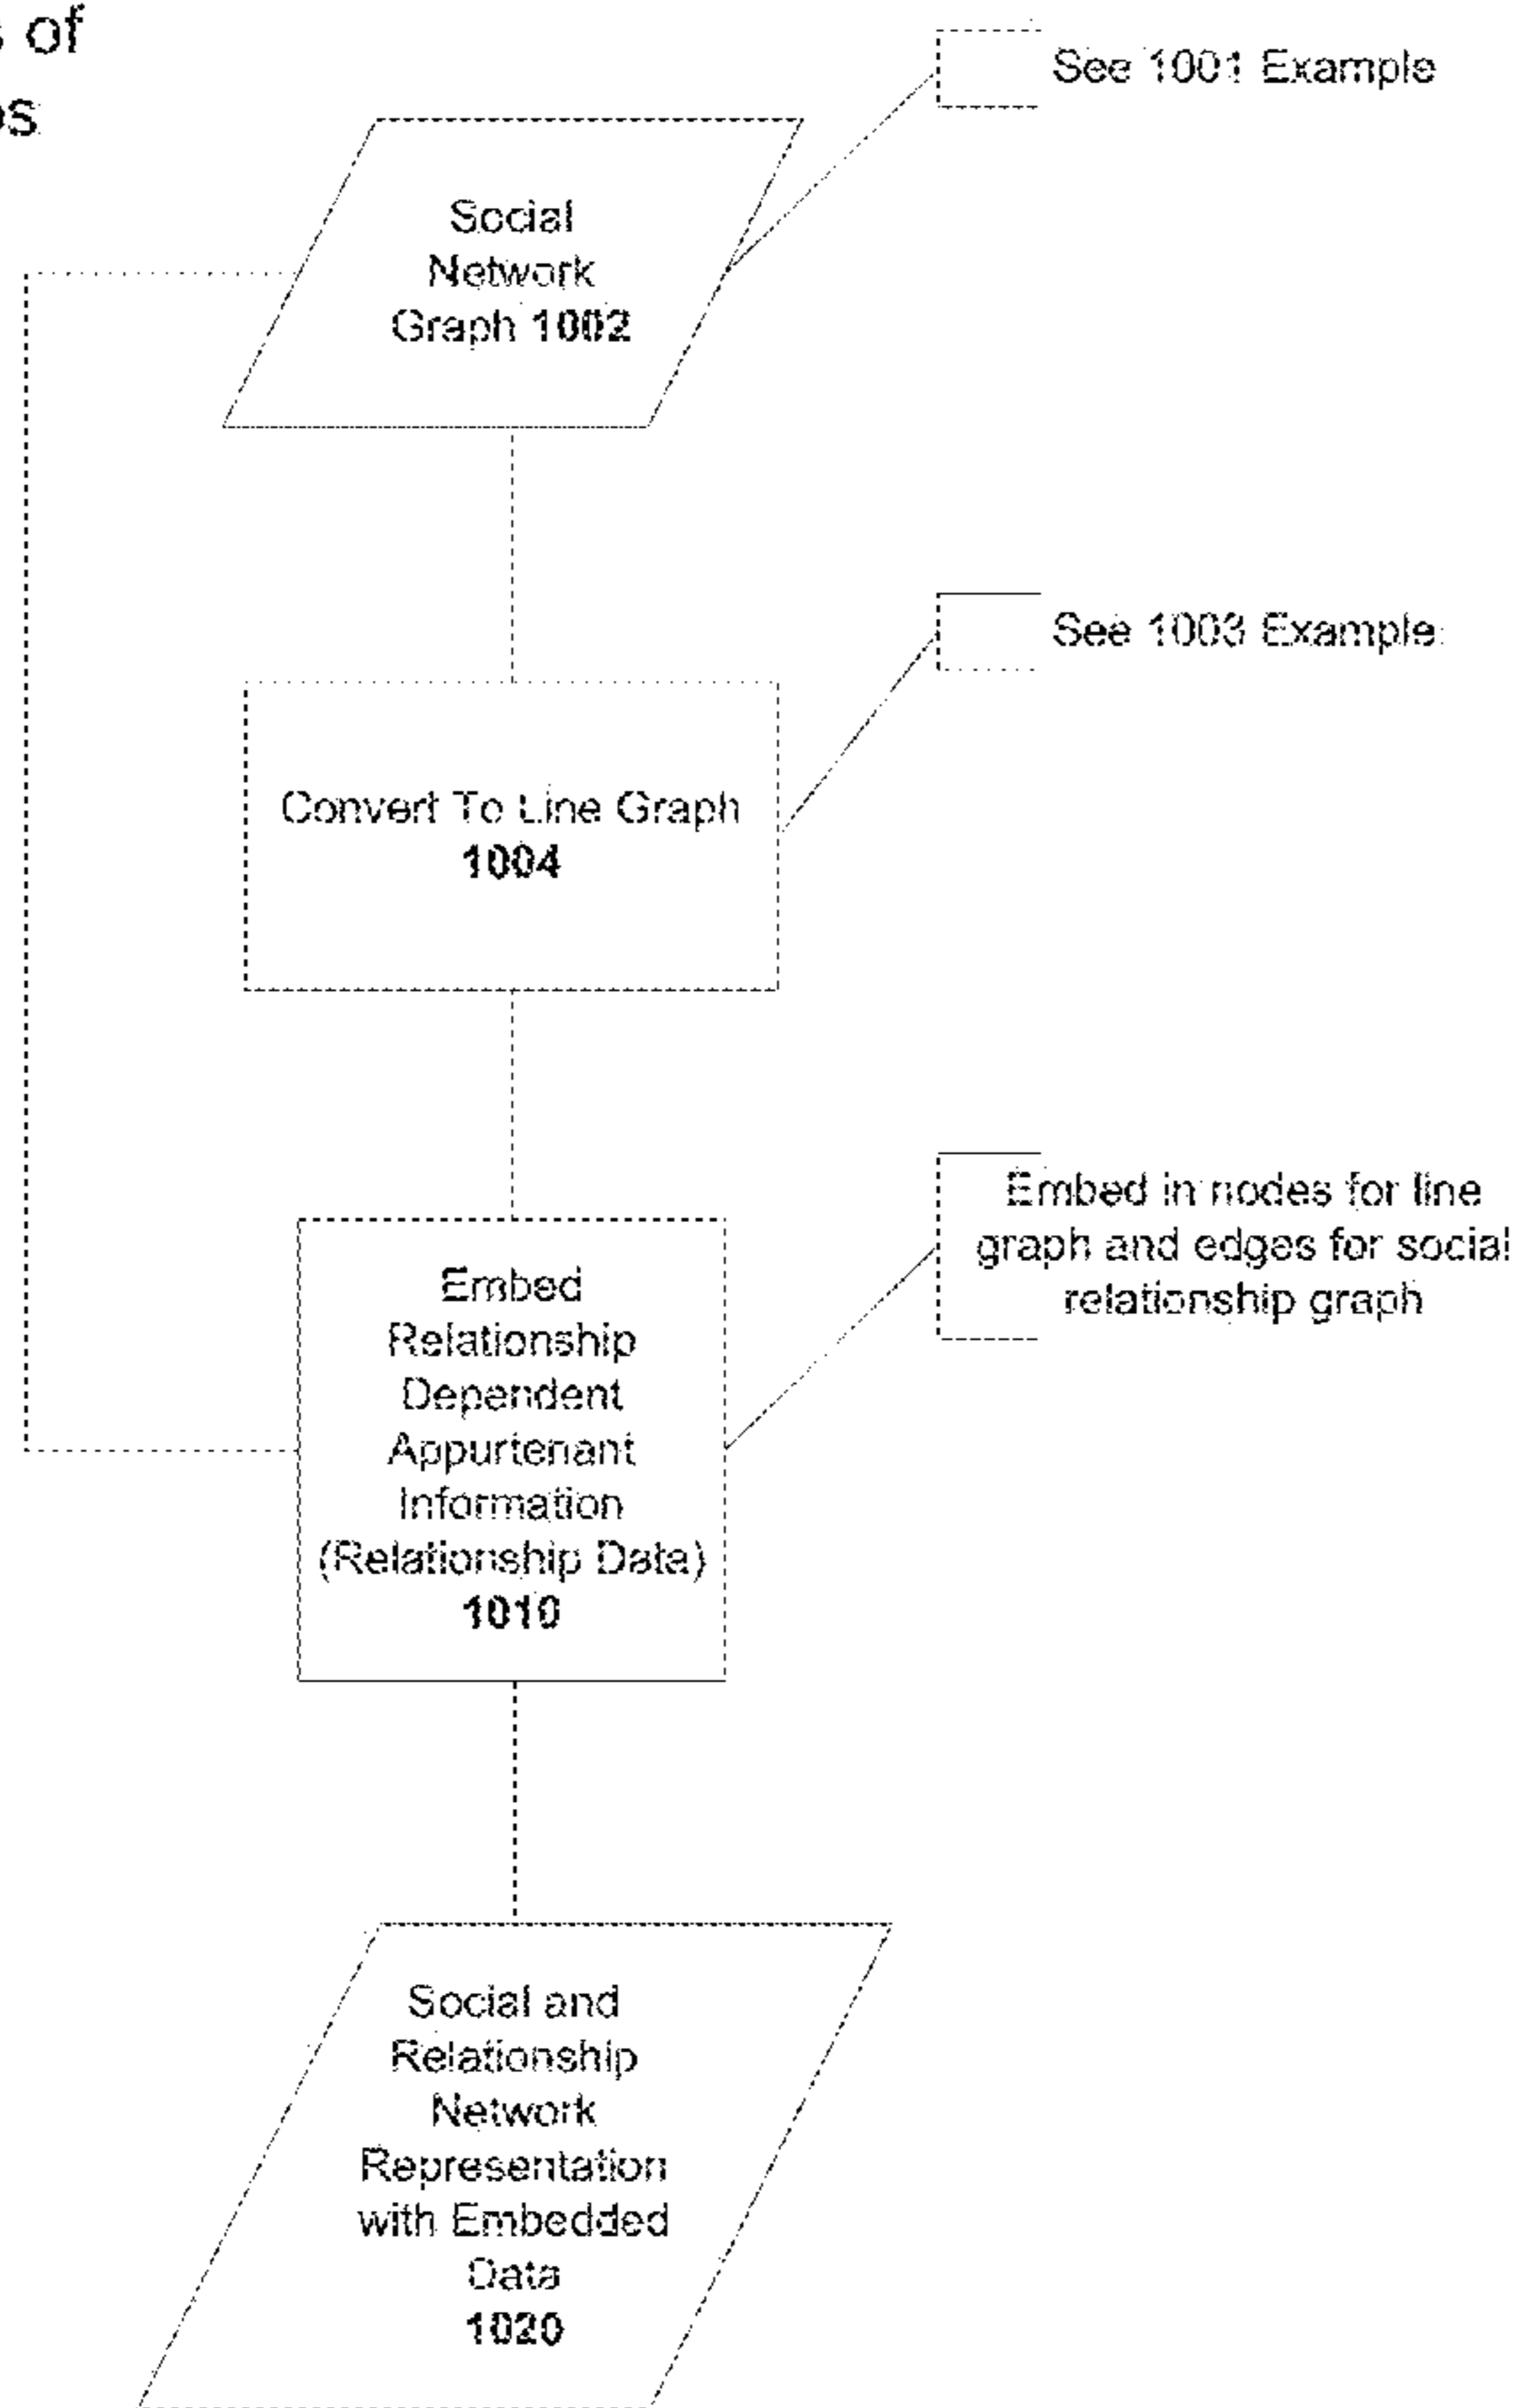 of
See 1001 Example
Social
Network
Graph 1002
See 1003 Example
Convert To Line Graph
1004
Embed in nodes for line
graph and edges for social
relationship graph
Embed
Relationship
Dependent
Appurtenant
Information
(Relationship Data)
1010
Social and
Relationship
Network
Representation
with Embedded
Data
1020